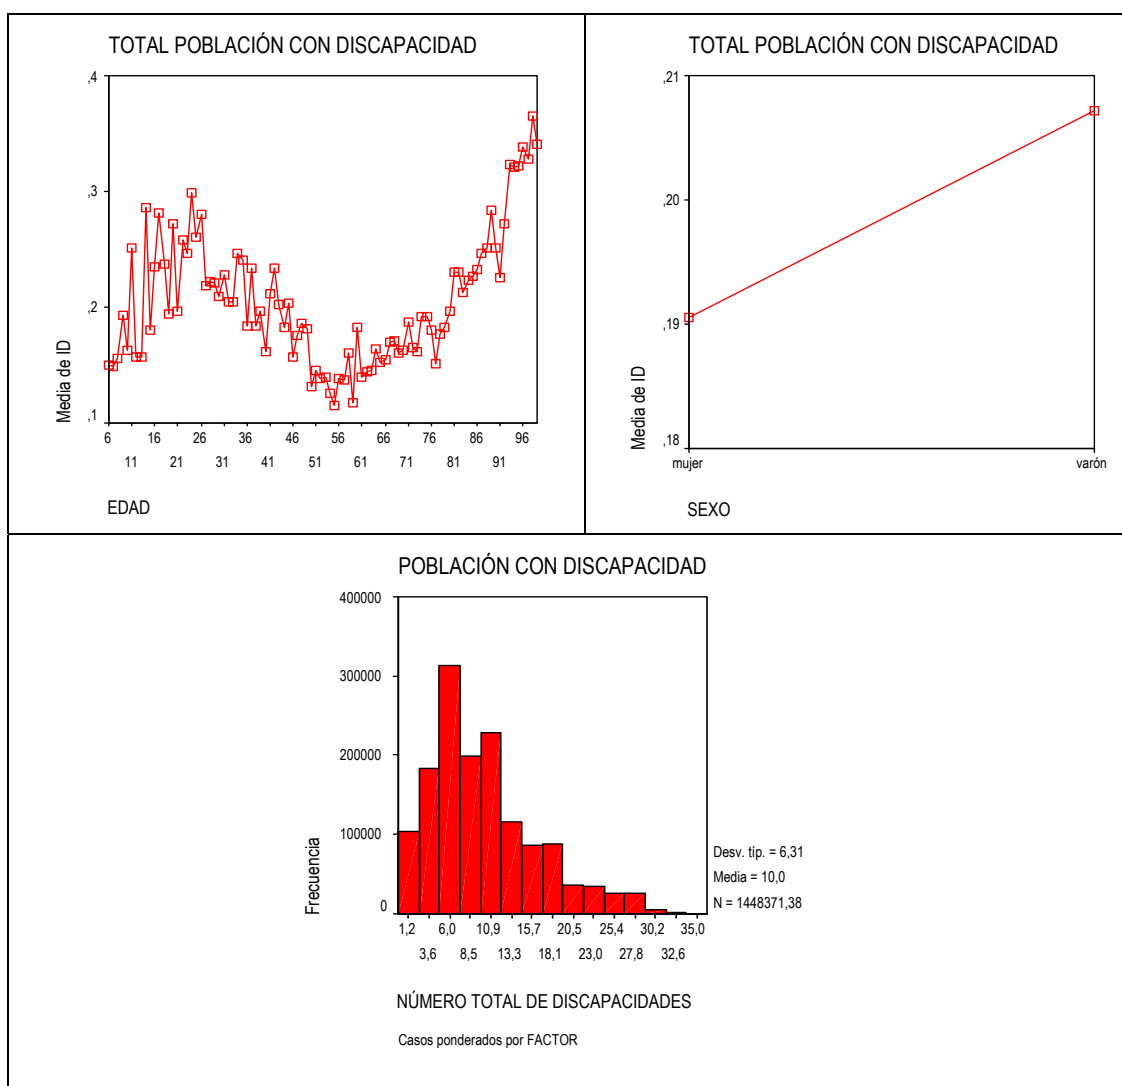 TOTAL POBLACIÓN CON DISCAPACIDAD
,4
,3
,2
,1
Media de ID
6 16 26 36 46 56 66 76 86 96
11 21 31 41 51 61 71 81 91
EDAD
TOTAL POBLACIÓN CON DISCAPACIDAD
,21
,20
,19
,18
Media de ID
mujer varón
SEXO
POBLACIÓN CON DISCAPACIDAD
400000
300000
200000
100000
0
Frecuencia
Desv. típ. = 6,31
Media = 10,0
N = 1448371,38
1,2 6,0 10,9 15,7 20,5 25,4 30,2 35,0
3,6 8,5 13,3 18,1 23,0 27,8 32,6
NÚMERO TOTAL DE DISCAPACIDADES
Casos ponderados por FACTOR